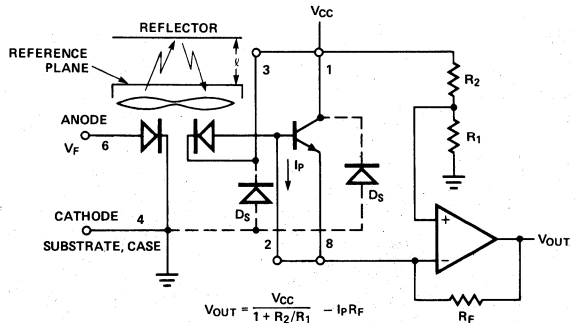 VCC
REFLECTOR
REFERENCE
PLANE
ℓ
3
1
R2
R1
ANODE
VF
6
IP
DS
DS
CATHODE
4
SUBSTRATE, CASE
2
8
+
−
VOUT
RF
VOUT = VCC / (1 + R2/R1) − IPRF